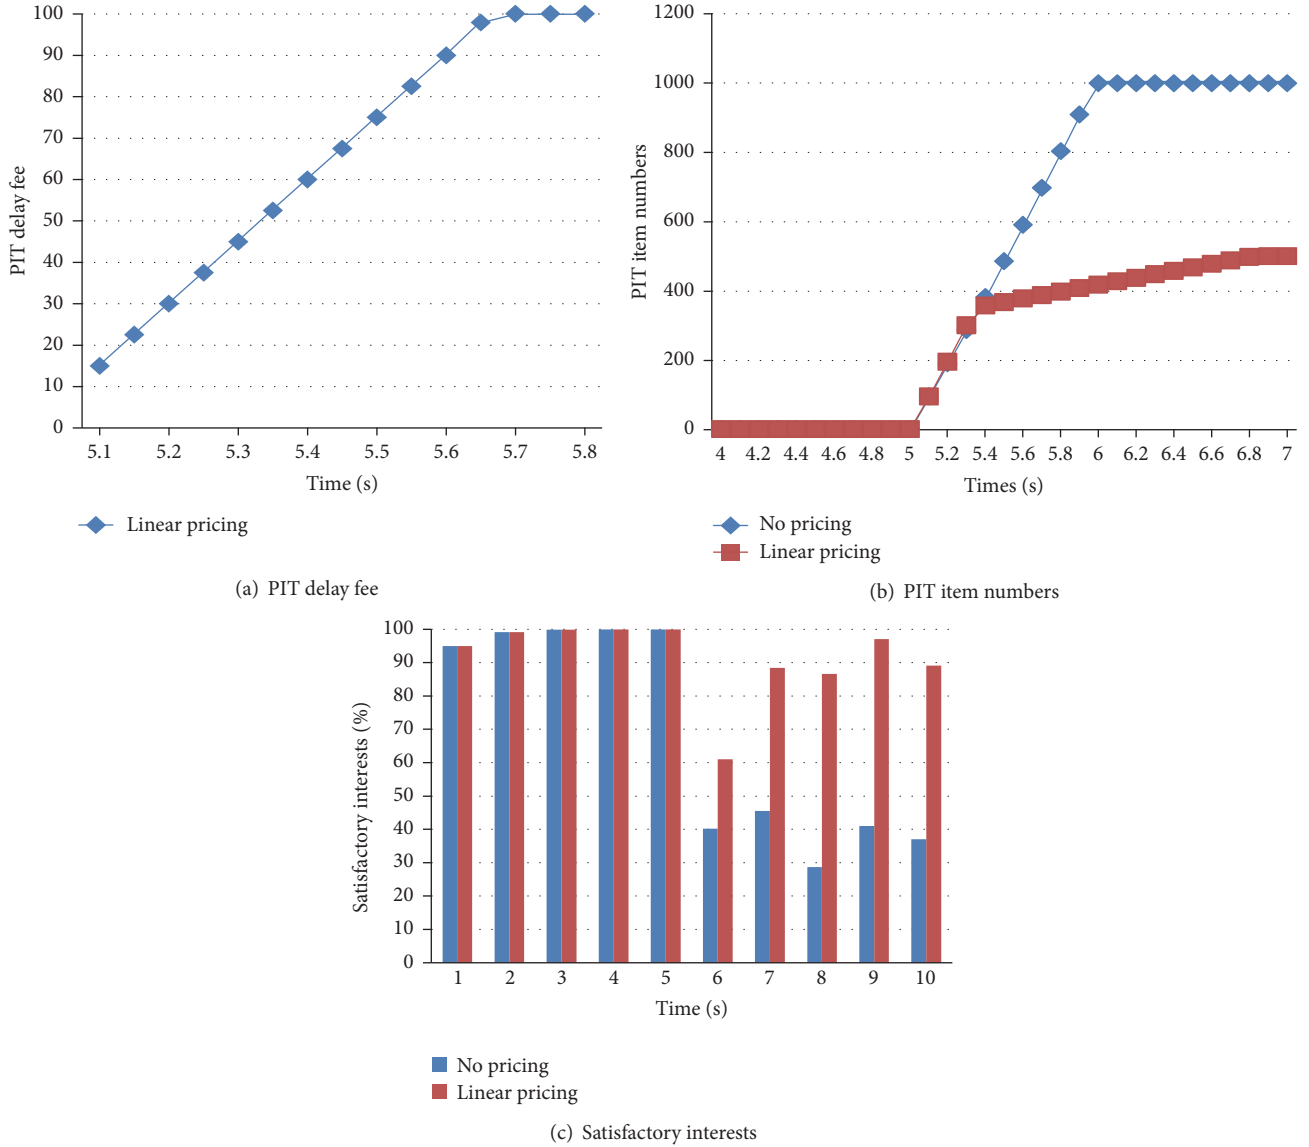 100
90
80
70
60
50
40
30
20
10
0
PIT delay fee
5.1 5.2 5.3 5.4 5.5 5.6 5.7 5.8
Time (s)
Linear pricing
(a) PIT delay fee
1200
1000
800
600
400
200
0
PIT item numbers
4 4.2 4.4 4.6 4.8 5 5.2 5.4 5.6 5.8 6 6.2 6.4 6.6 6.8 7
Times (s)
No pricing
Linear pricing
(b) PIT item numbers
100
90
80
70
60
50
40
30
20
10
0
Satisfactory interests (%)
1 2 3 4 5 6 7 8 9 10
Time (s)
No pricing
Linear pricing
(c) Satisfactory interests